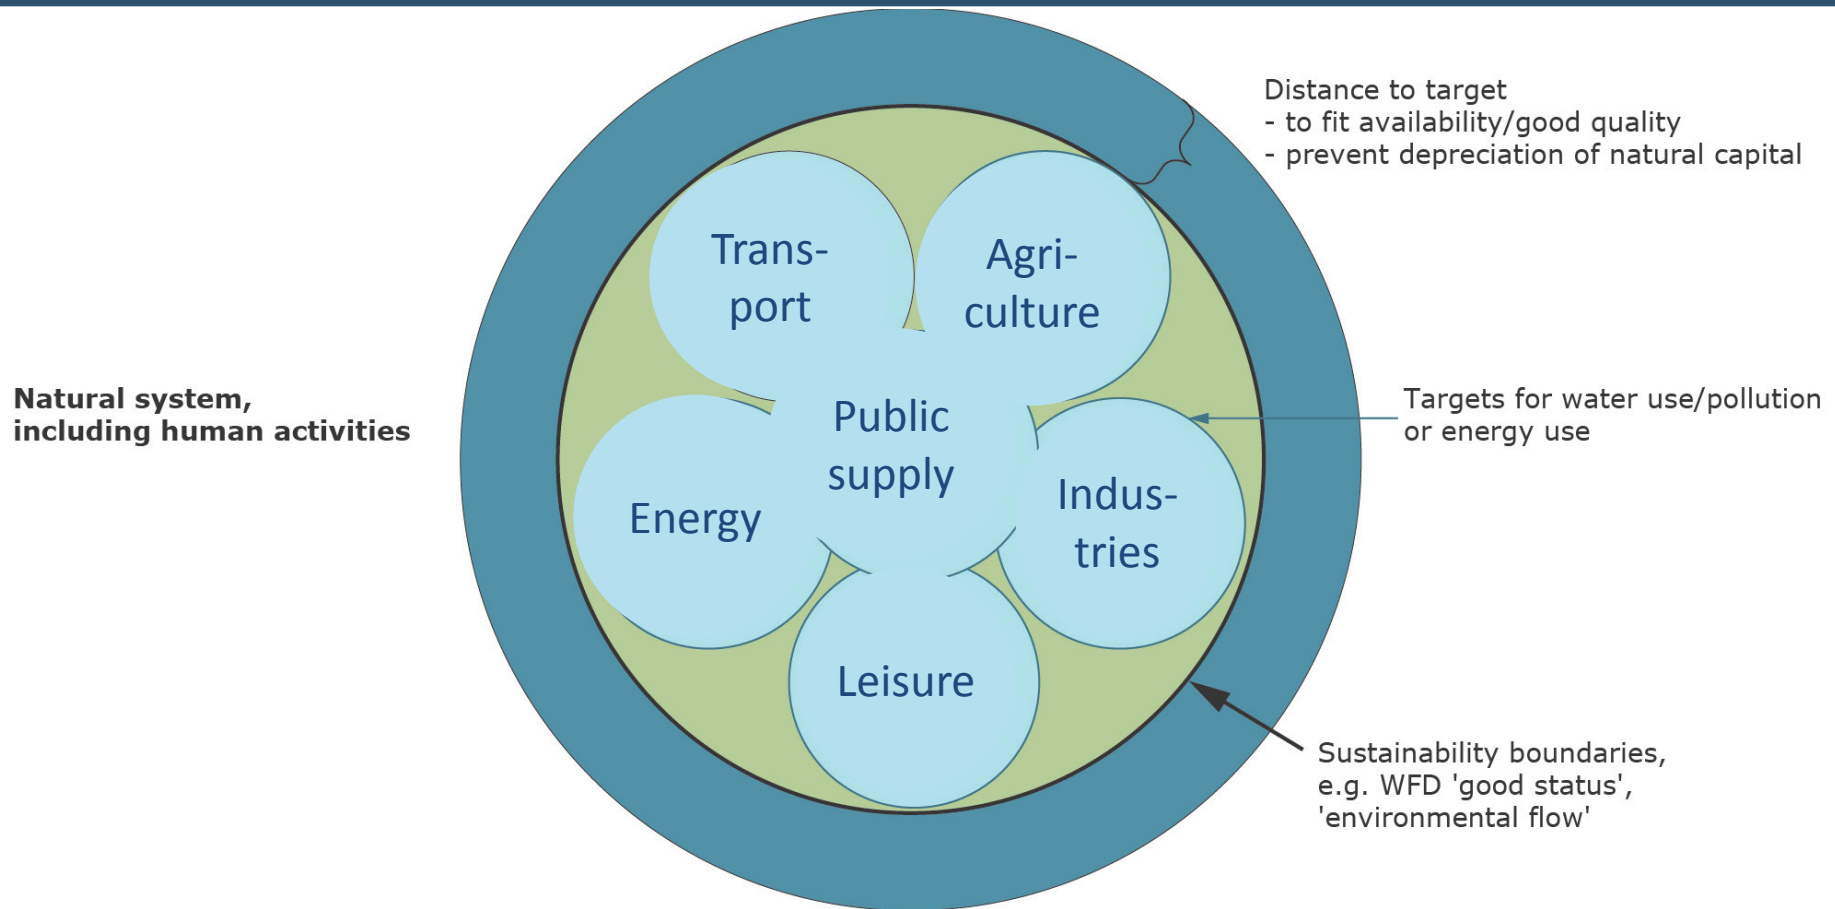 Distance to target
- to fit availability/good quality
- prevent depreciation of natural capital
Trans-
port
Agri-
culture
Natural system,
including human activities
Public
supply
Targets for water use/pollution
or energy use
Energy
Indus-
tries
Leisure
Sustainability boundaries,
e.g. WFD 'good status',
'environmental flow'